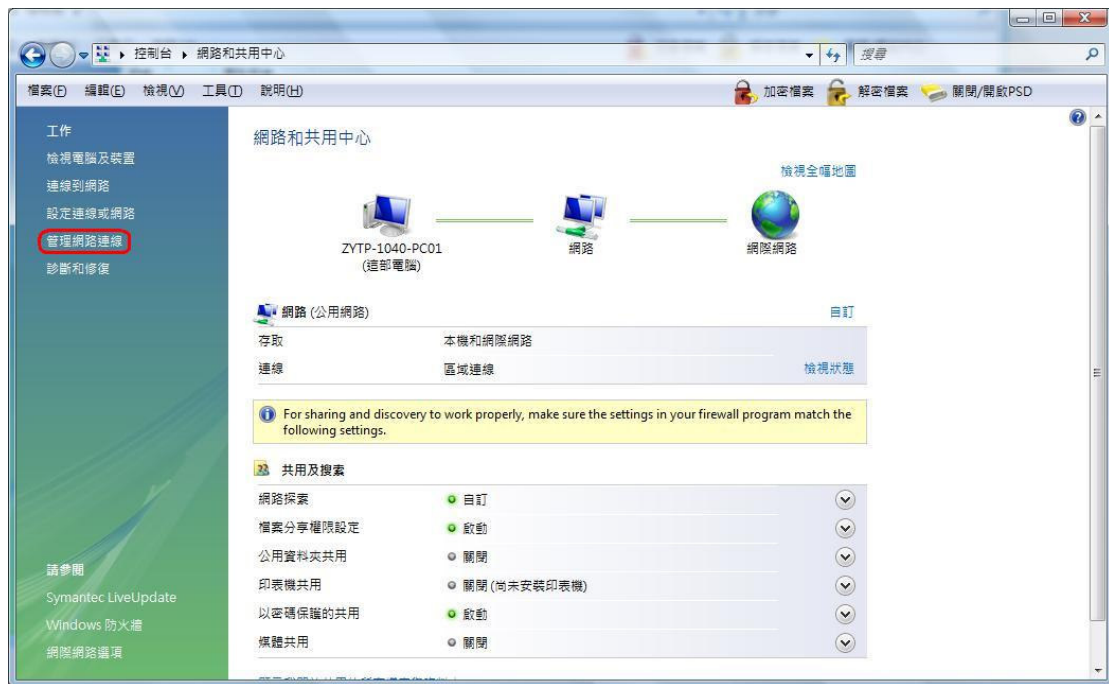 控制台 ▸ 網路和共用中心
搜尋
檔案(F) 編輯(E) 檢視(V) 工具(T) 說明(H)
加密檔案 解密檔案 關閉/開啟PSD
工作
檢視電腦及裝置
連線到網路
設定連線或網路
管理網路連線
診斷和修復
請參閱
Symantec LiveUpdate
Windows 防火牆
網際網路選項
網路和共用中心
檢視全幅地圖
ZYTP-1040-PC01
(這部電腦)
網路
網際網路
網路 (公用網路) 自訂
存取 本機和網際網路
連線 區域連線 檢視狀態
For sharing and discovery to work properly, make sure the settings in your firewall program match the
following settings.
共用及搜索
網路探索 自訂
檔案分享權限設定 啟動
公用資料夾共用 關閉
印表機共用 關閉 (尚未安裝印表機)
以密碼保護的共用 啟動
媒體共用 關閉